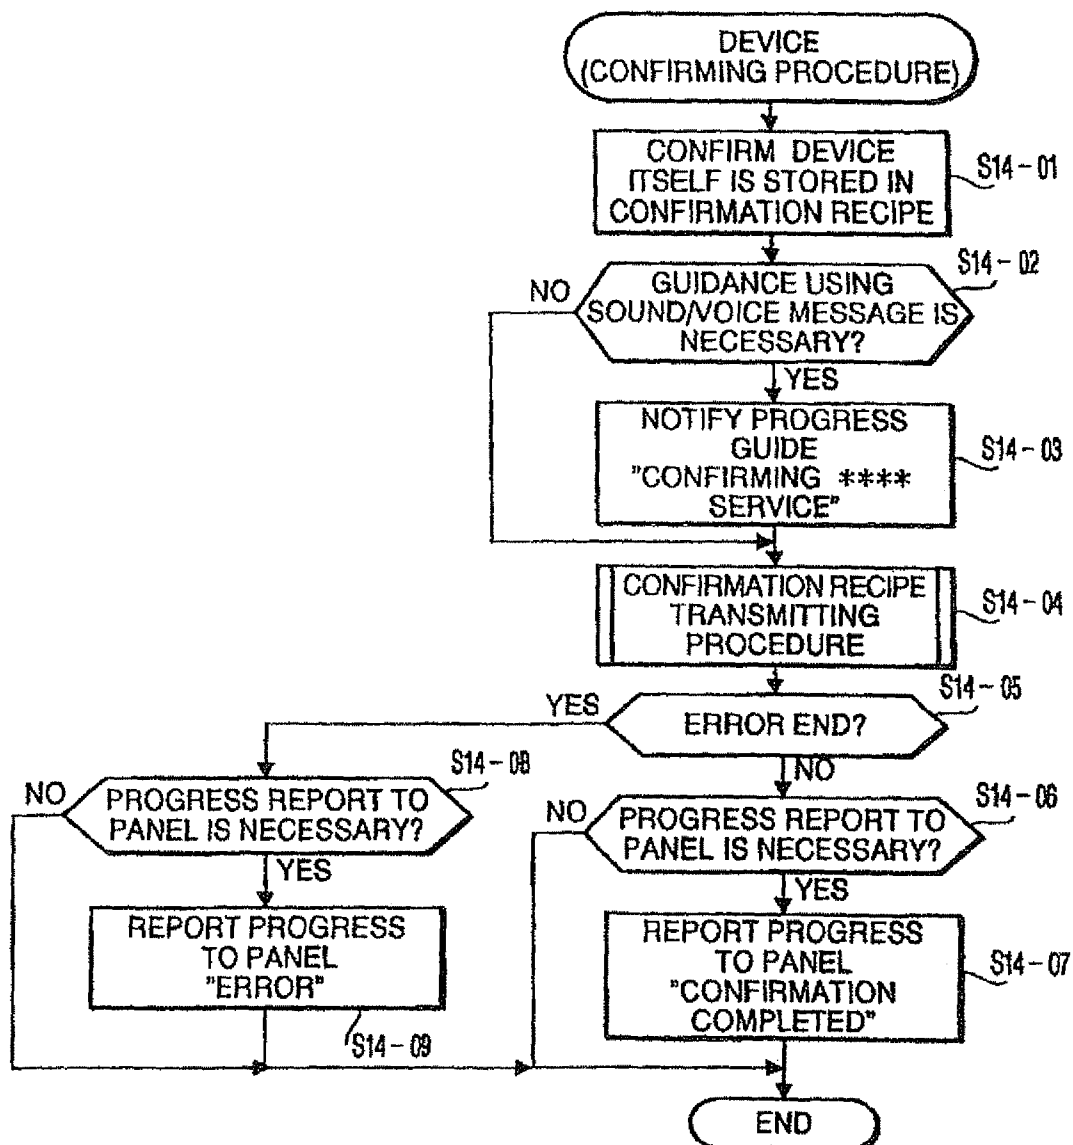 DEVICE
(CONFIRMING PROCEDURE)
CONFIRM DEVICE
ITSELF IS STORED IN
CONFIRMATION RECIPE
S14-01
GUIDANCE USING
SOUND/VOICE MESSAGE IS
NECESSARY?
S14-02
NO
YES
NOTIFY PROGRESS
GUIDE
"CONFIRMING ****
SERVICE"
S14-03
CONFIRMATION RECIPE
TRANSMITTING
PROCEDURE
S14-04
ERROR END?
S14-05
YES
NO
PROGRESS REPORT TO
PANEL IS NECESSARY?
S14-08
NO
YES
REPORT PROGRESS
TO PANEL
"ERROR"
S14-09
PROGRESS REPORT TO
PANEL IS NECESSARY?
S14-06
NO
YES
REPORT PROGRESS
TO PANEL
"CONFIRMATION
COMPLETED"
S14-07
END